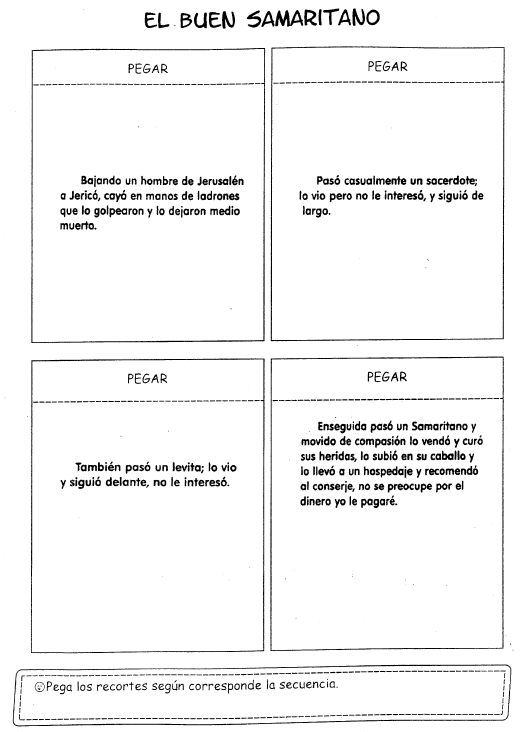 EL BUEN SAMARITANO
PEGAR
Bajando un hombre de Jerusalén
a Jericó, cayó en manos de ladrones
que lo golpearon y lo dejaron medio
muerto.
PEGAR
Pasó casualmente un sacerdote;
lo vio pero no le interesó, y siguió de
largo.
PEGAR
También pasó un levita; lo vio
y siguió delante, no le interesó.
PEGAR
Enseguida pasó un Samaritano y
movido de compasión lo vendó y curó
sus heridas, lo subió en su caballo y
lo llevó a un hospedaje y recomendó
al conserje, no se preocupe por el
dinero yo le pagaré.
Pega los recortes según corresponde la secuencia.